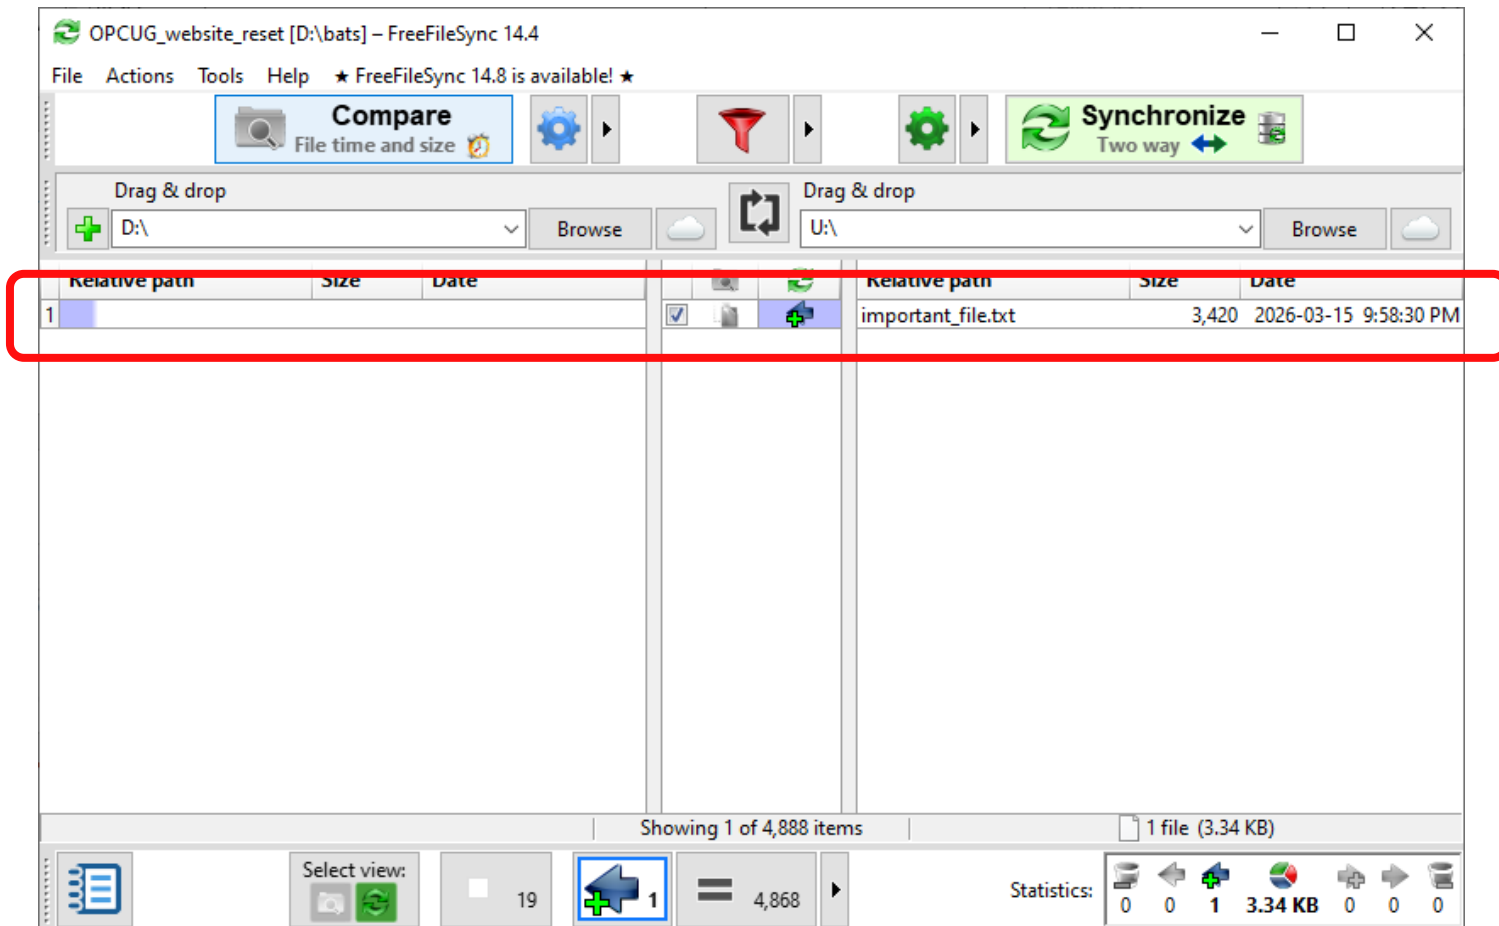 OPCUG_website_reset [D:\bats] – FreeFileSync 14.4
File Actions Tools Help ★ FreeFileSync 14.8 is available! ★
Compare
File time and size
Synchronize
Two way
Drag & drop
D:\
Browse
Drag & drop
U:\
Browse
Relative path Size Date
Relative path Size Date
1
important_file.txt 3,420 2026-03-15 9:58:30 PM
Showing 1 of 4,888 items
1 file (3.34 KB)
Select view:
19
1
4,868
Statistics:
0 0 1 3.34 KB 0 0 0